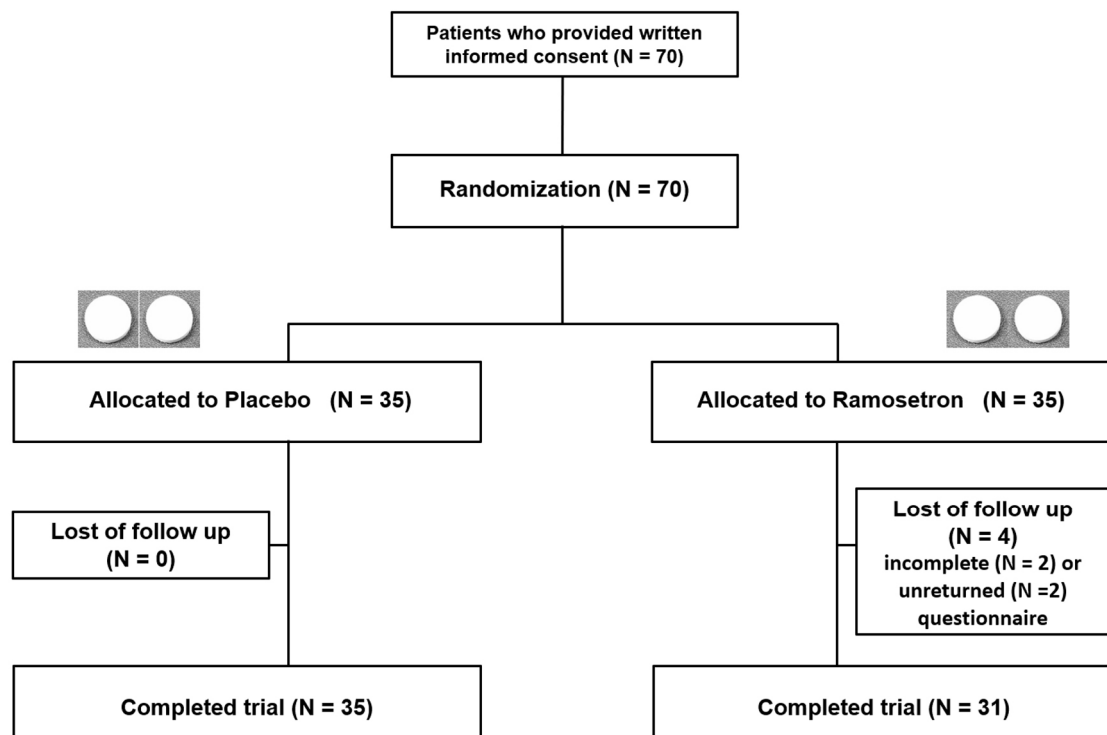 Patients who provided written
informed consent (N = 70)
Randomization (N = 70)
Allocated to Placebo (N = 35)
Allocated to Ramosetron (N = 35)
Lost of follow up
(N = 0)
Lost of follow up
(N = 4)
incomplete (N = 2) or
unreturned (N =2)
questionnaire
Completed trial (N = 35)
Completed trial (N = 31)